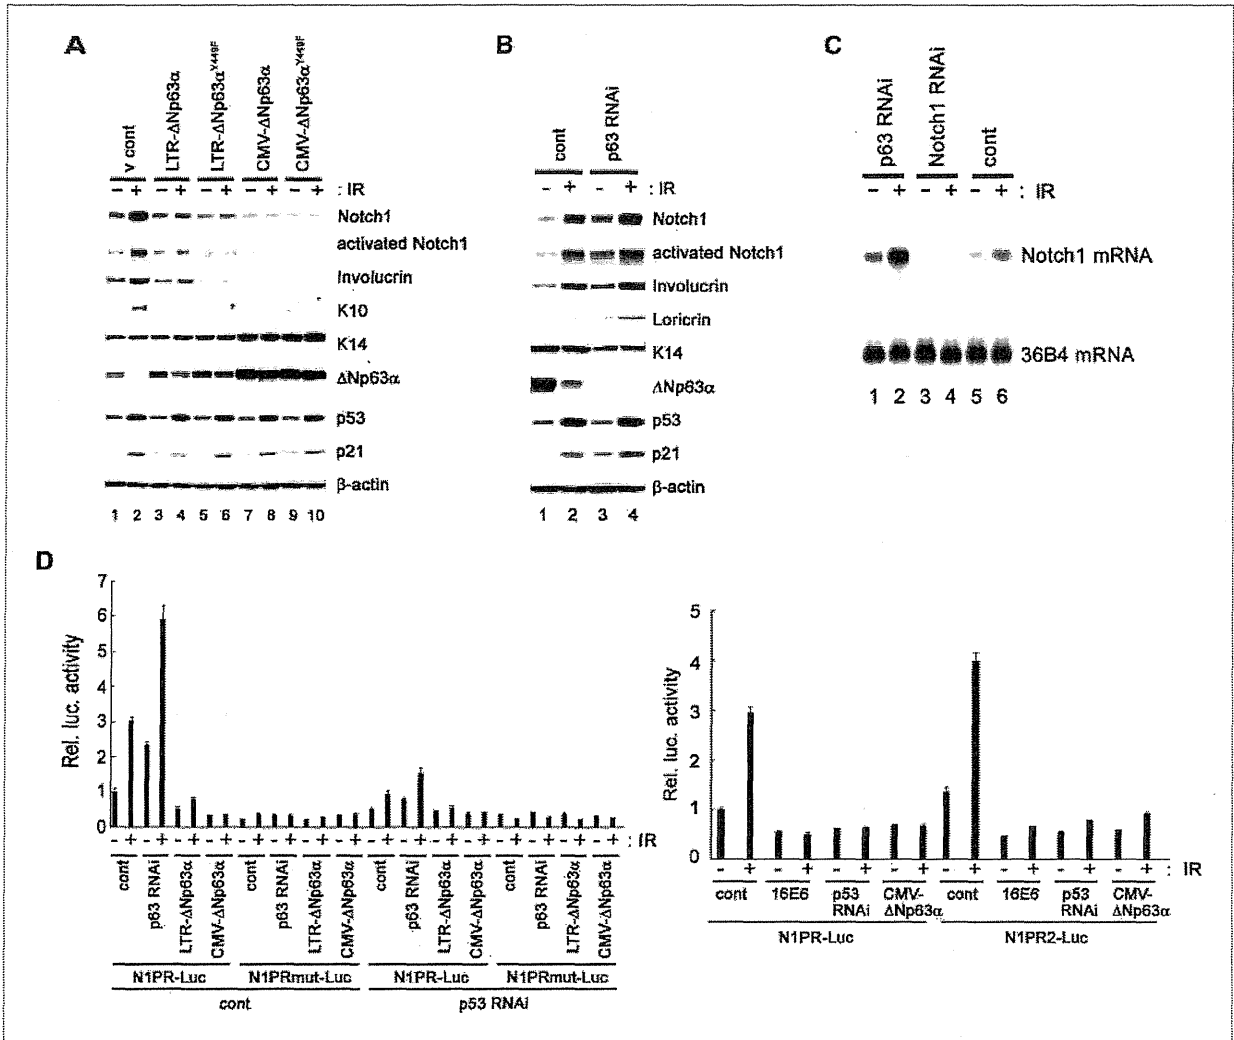 A
v cont
LTR-ΔNp63α
LTR-ΔNp63αY449F
CMV-ΔNp63α
CMV-ΔNp63αY449F
- + - + - + - + - + : IR
Notch1
activated Notch1
Involucrin
K10
K14
ΔNp63α
p53
p21
β-actin
1 2 3 4 5 6 7 8 9 10
B
cont
p63 RNAi
- + - + : IR
Notch1
activated Notch1
Involucrin
Loricrin
K14
ΔNp63α
p53
p21
β-actin
1 2 3 4
C
p63 RNAi
Notch1 RNAi
cont
- + - + - + : IR
Notch1 mRNA
36B4 mRNA
1 2 3 4 5 6
D
Rel. luc. activity
7
6
5
4
3
2
1
0
- + - + - + - + - + - + - + - + - + - + - + - + - + - + - + - + : IR
cont
p63 RNAi
LTR-ΔNp63α
CMV-ΔNp63α
cont
p63 RNAi
LTR-ΔNp63α
CMV-ΔNp63α
cont
p63 RNAi
LTR-ΔNp63α
CMV-ΔNp63α
cont
p63 RNAi
LTR-ΔNp63α
CMV-ΔNp63α
N1PR-Luc N1PRmut-Luc N1PR-Luc N1PRmut-Luc
cont p53 RNAi
Rel. luc. activity
5
4
3
2
1
0
- + - + - + - + - + - + - + - + : IR
cont 16E6 p53 CMV- cont 16E6 p53 CMV-
RNAi ΔNp63α RNAi ΔNp63α
N1PR-Luc N1PR2-Luc